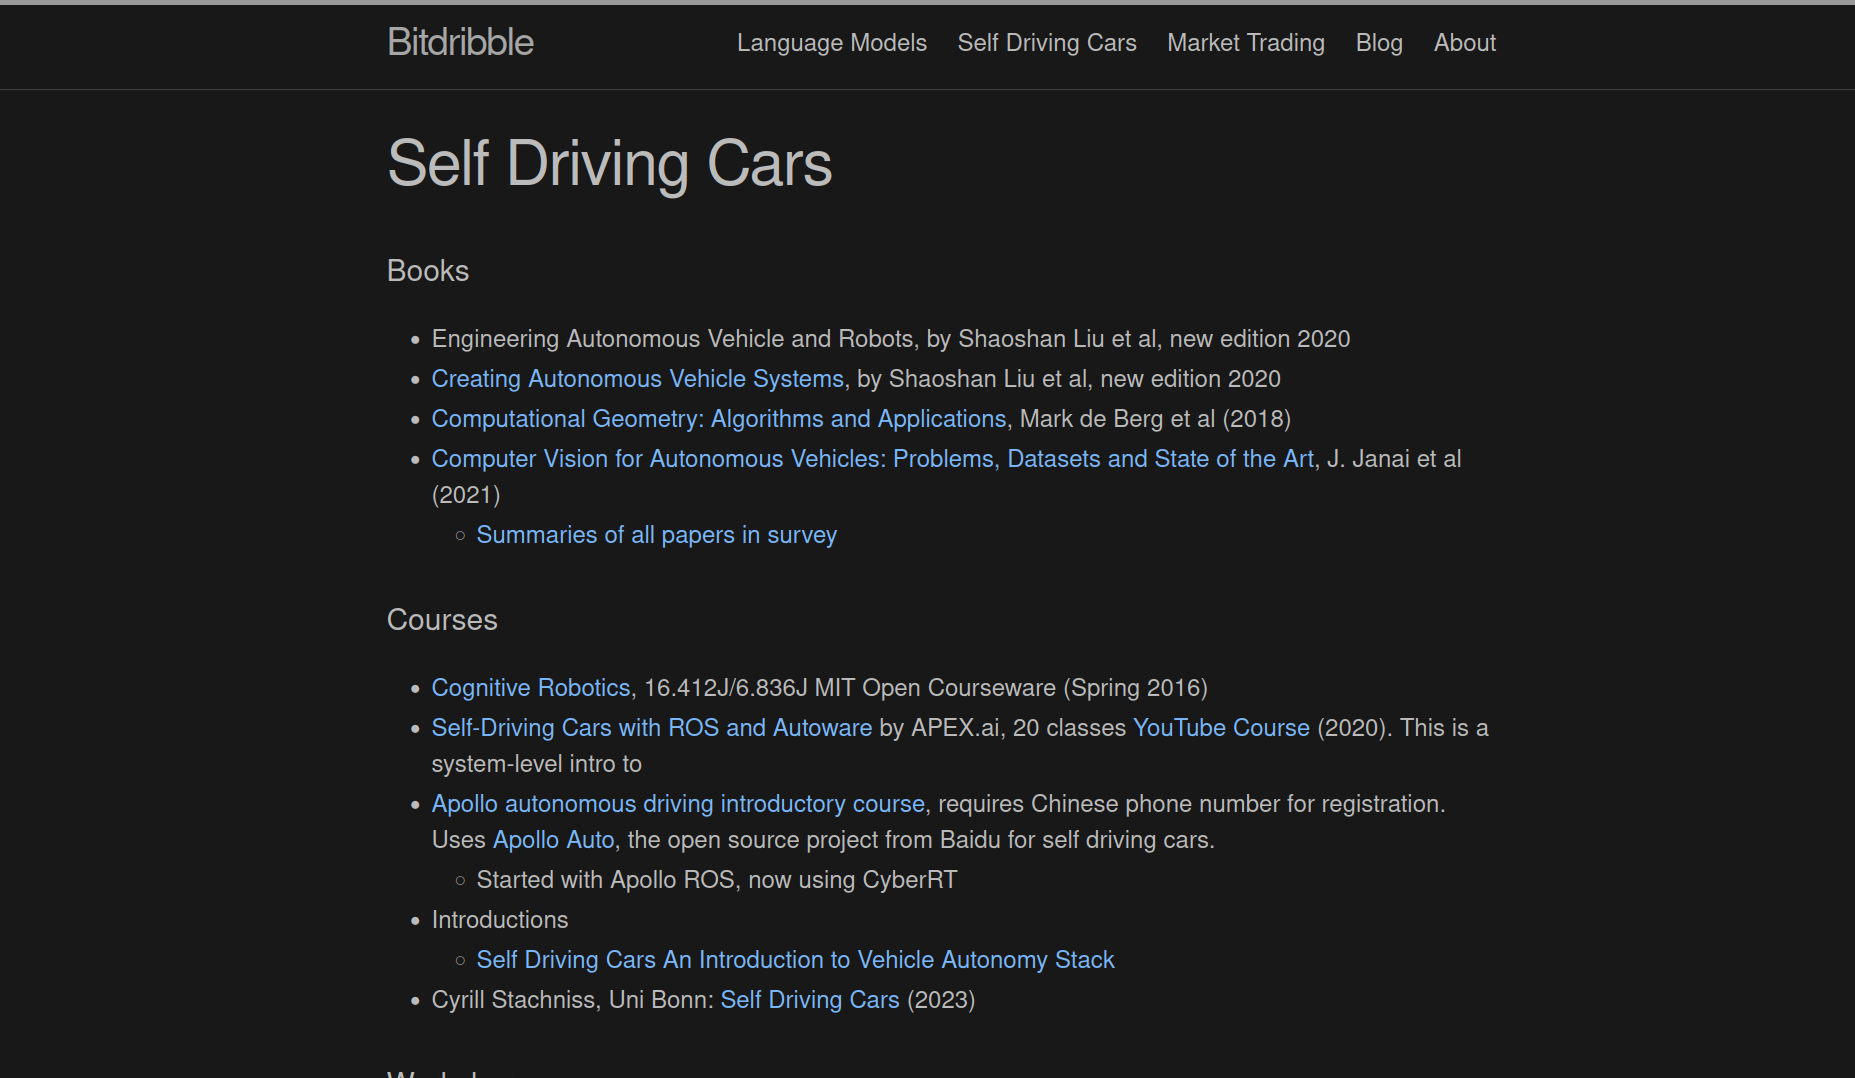 Bitdribble
Language Models Self Driving Cars Market Trading Blog About
Self Driving Cars
Books
Engineering Autonomous Vehicle and Robots, by Shaoshan Liu et al, new edition 2020
Creating Autonomous Vehicle Systems, by Shaoshan Liu et al, new edition 2020
Computational Geometry: Algorithms and Applications, Mark de Berg et al (2018)
Computer Vision for Autonomous Vehicles: Problems, Datasets and State of the Art, J. Janai et al
(2021)
Summaries of all papers in survey
Courses
Cognitive Robotics, 16.412J/6.836J MIT Open Courseware (Spring 2016)
Self-Driving Cars with ROS and Autoware by APEX.ai, 20 classes YouTube Course (2020). This is a
system-level intro to
Apollo autonomous driving introductory course, requires Chinese phone number for registration.
Uses Apollo Auto, the open source project from Baidu for self driving cars.
Started with Apollo ROS, now using CyberRT
Introductions
Self Driving Cars An Introduction to Vehicle Autonomy Stack
Cyrill Stachniss, Uni Bonn: Self Driving Cars (2023)